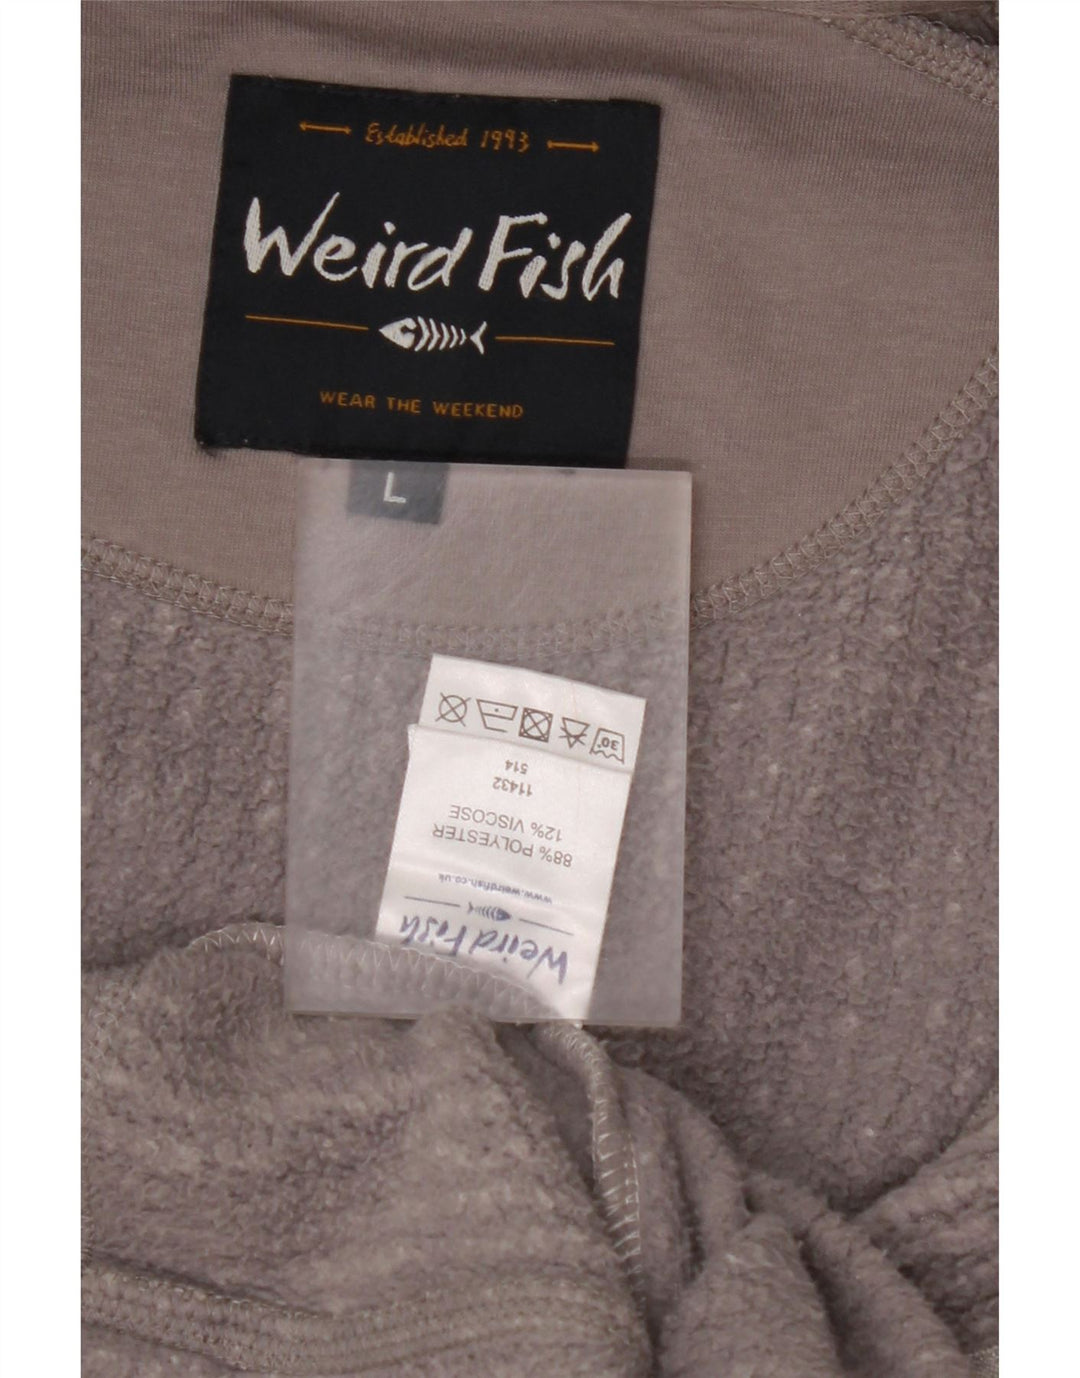 Established 1993
Weird Fish
WEAR THE WEEKEND
L
Weird Fish
www.weirdfish.co.uk
88% POLYESTER
12% VISCOSE
11432
514
30°